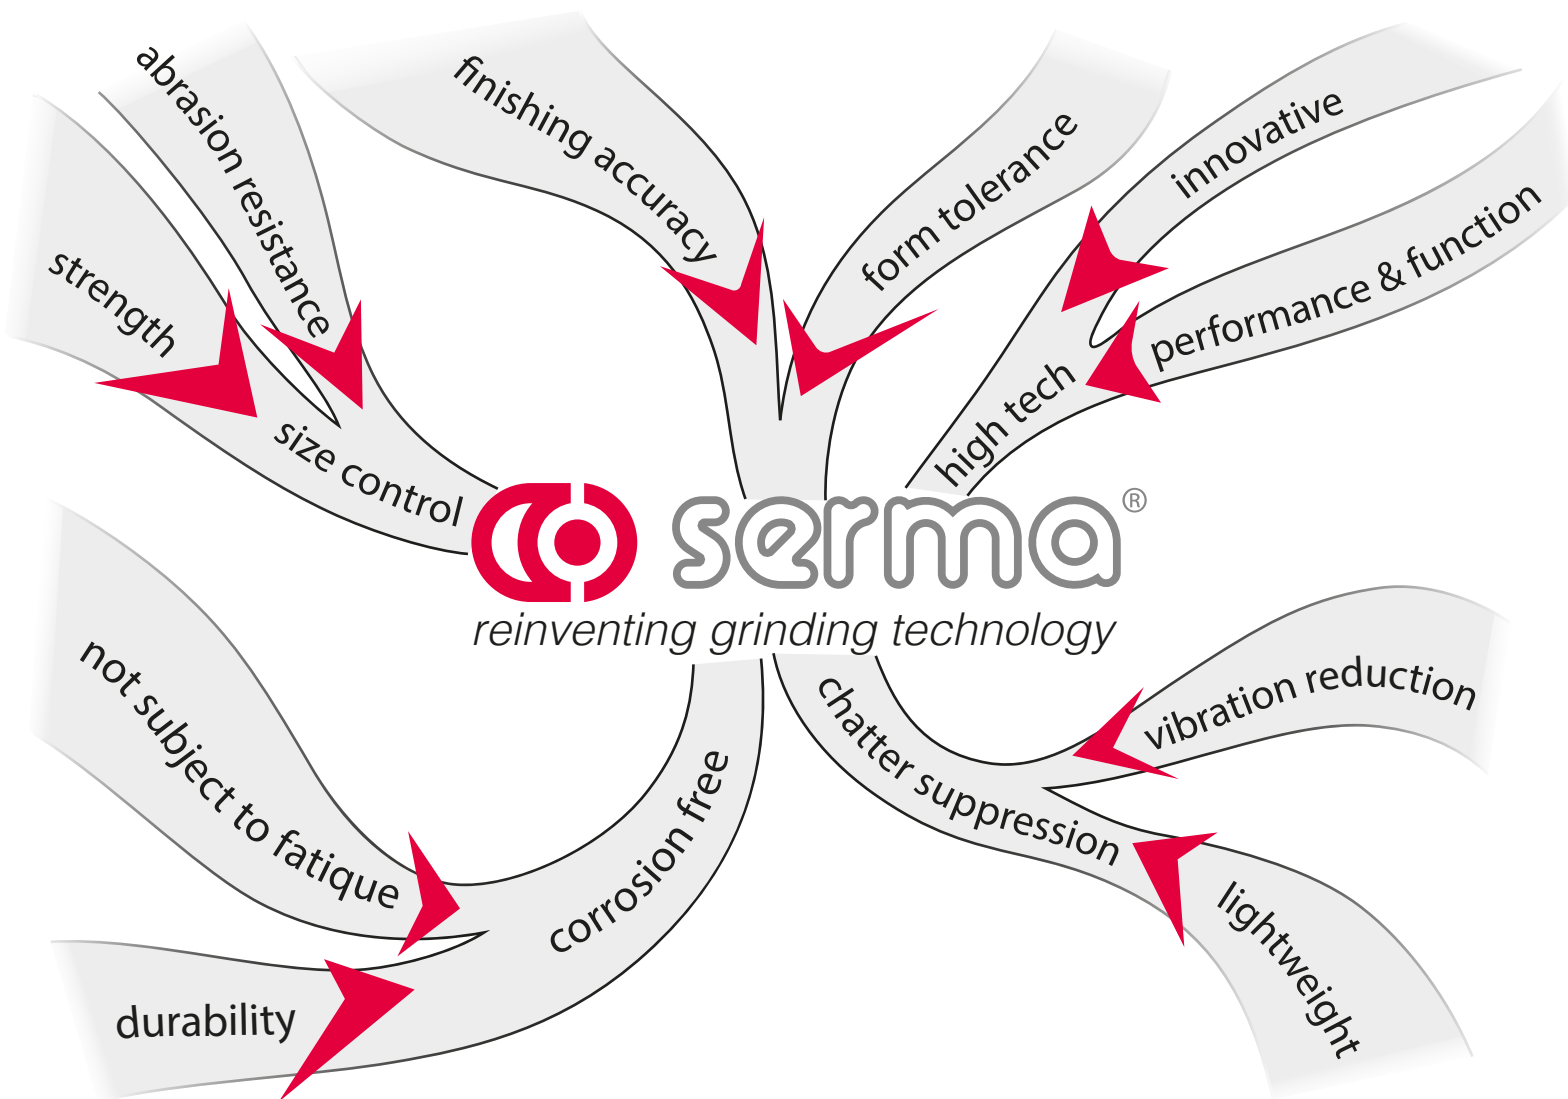 abrasion resistance
strength
size control
finishing accuracy
form tolerance
innovative
performance & function
high tech
serma®
reinventing grinding technology
not subject to fatique
durability
corrosion free
chatter suppression
vibration reduction
lightweight